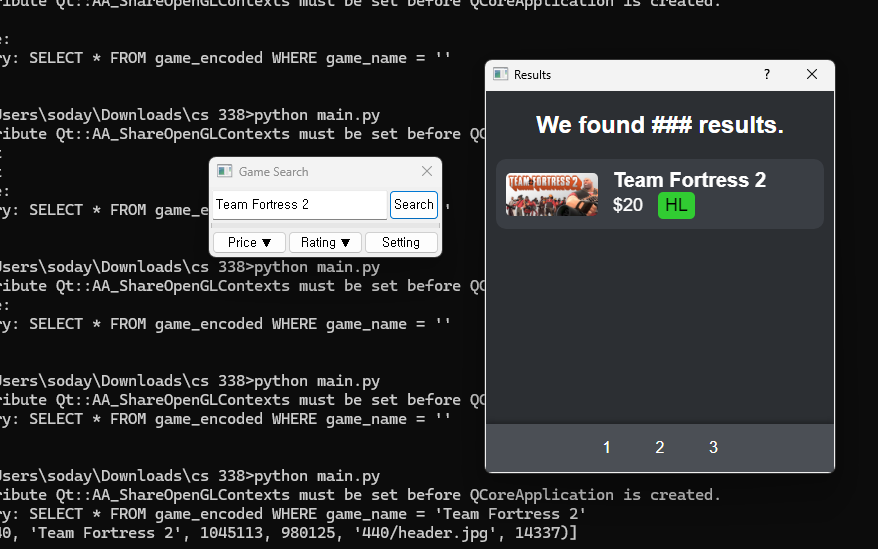 ribute Qt::AA_ShareOpenGLContexts must be set before QCoreApplication is created.
e:
ry: SELECT * FROM game_encoded WHERE game_name = ''
Jsers\soday\Downloads\cs 338>python main.py
ribute Qt::AA_ShareOpenGLContexts must be set before QC
t
t
e:
ry: SELECT * FROM game_e
'
Jsers\soday\Downloads\cs 338>python main.py
ribute Qt::AA_ShareOpenGLContexts must be set before QC
e:
ry: SELECT * FROM game_encoded WHERE game_name = ''
Jsers\soday\Downloads\cs 338>python main.py
ribute Qt::AA_ShareOpenGLContexts must be set before QC
ry: SELECT * FROM game_encoded WHERE game_name = ''
Jsers\soday\Downloads\cs 338>python main.py
ribute Qt::AA_ShareOpenGLContexts must be set before QCoreApplication is created.
ry: SELECT * FROM game_encoded WHERE game_name = 'Team Fortress 2'
40, 'Team Fortress 2', 1045113, 980125, '440/header.jpg', 14337)]
Game Search
Team Fortress 2 Search
Price ▼ Rating ▼ Setting
Results ?
We found ### results.
TEAM FORTRESS 2
Team Fortress 2
$20 HL
1 2 3